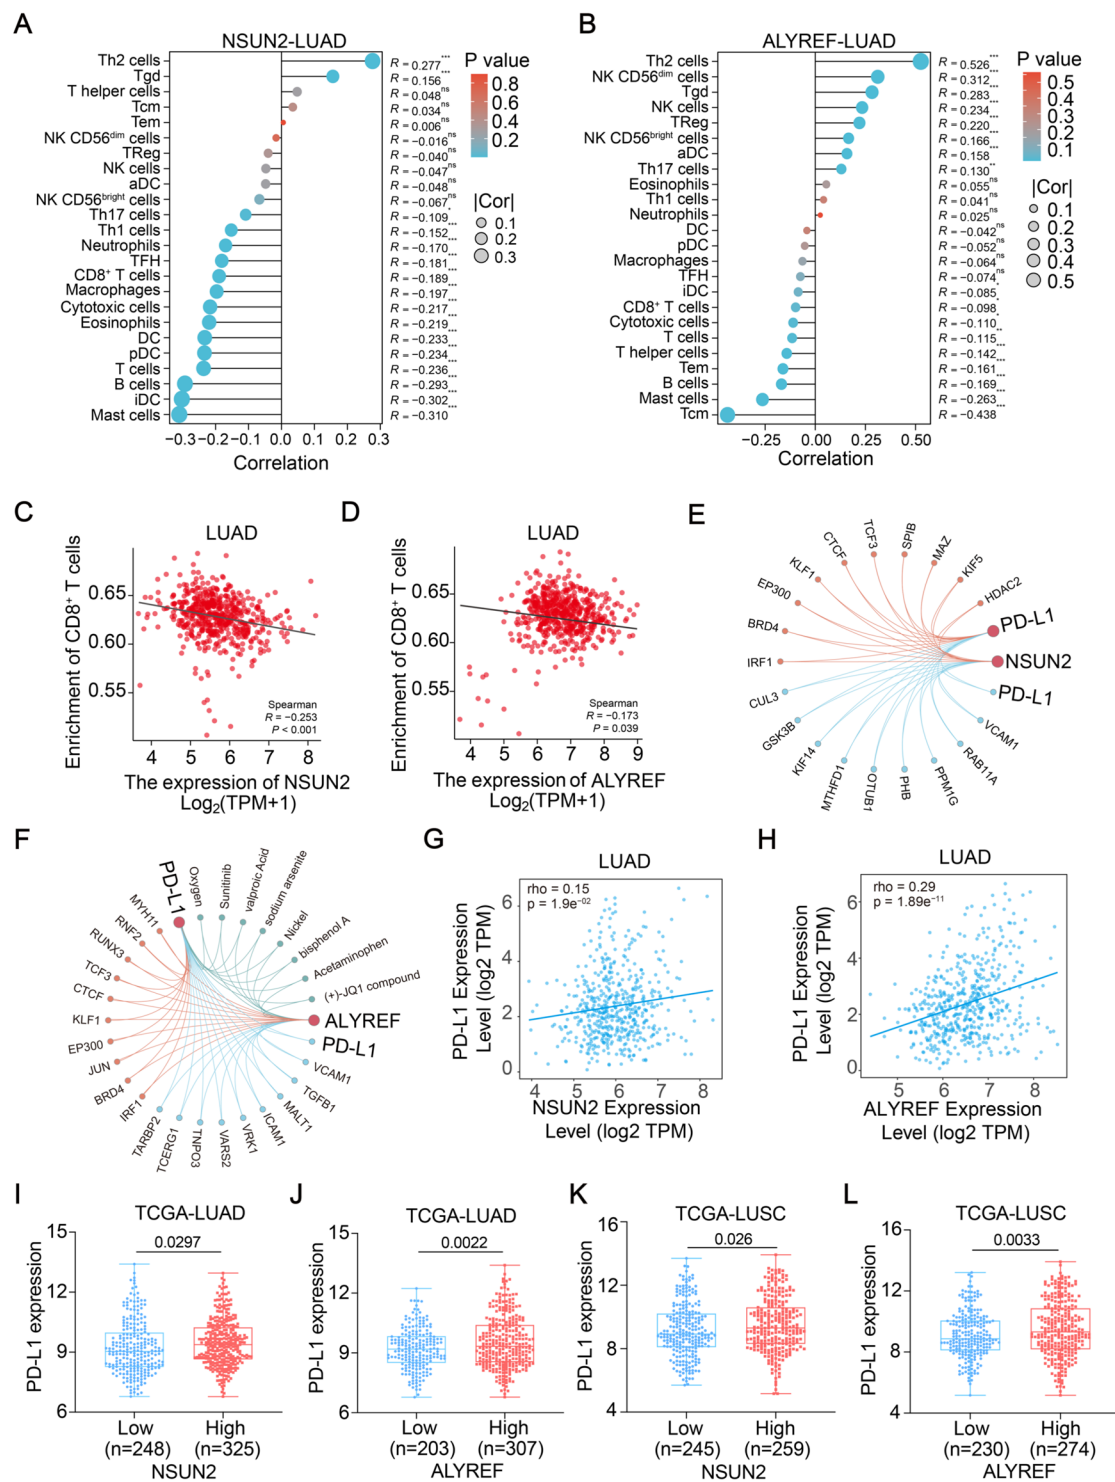 A
NSUN2-LUAD
Th2 cells
Tgd
T helper cells
Tcm
Tem
NK CD56dim cells
TReg
NK cells
aDC
NK CD56bright cells
Th17 cells
Th1 cells
Neutrophils
TFH
CD8+ T cells
Macrophages
Cytotoxic cells
Eosinophils
DC
pDC
T cells
B cells
iDC
Mast cells
R = 0.277***
R = 0.156***
R = 0.048ns
R = 0.034ns
R = 0.006ns
R = −0.016ns
R = −0.040ns
R = −0.047ns
R = −0.048ns
R = −0.067ns
R = −0.109*
R = −0.152***
R = −0.170***
R = −0.181***
R = −0.189***
R = −0.197***
R = −0.217***
R = −0.219***
R = −0.233***
R = −0.234***
R = −0.236***
R = −0.293***
R = −0.302***
R = −0.310***
−0.3 −0.2 −0.1 0.0 0.1 0.2 0.3
Correlation
P value
0.8
0.6
0.4
0.2
|Cor|
0.1
0.2
0.3
B
ALYREF-LUAD
Th2 cells
NK CD56dim cells
Tgd
NK cells
TReg
NK CD56bright cells
aDC
Th17 cells
Eosinophils
Th1 cells
Neutrophils
DC
pDC
Macrophages
TFH
iDC
CD8+ T cells
Cytotoxic cells
T cells
T helper cells
Tem
B cells
Mast cells
Tcm
R = 0.526***
R = 0.312***
R = 0.283***
R = 0.234***
R = 0.220***
R = 0.166***
R = 0.158***
R = 0.130**
R = 0.055ns
R = 0.041ns
R = 0.025ns
R = −0.042ns
R = −0.052ns
R = −0.064ns
R = −0.074ns
R = −0.085
R = −0.098*
R = −0.110*
R = −0.115**
R = −0.142***
R = −0.161***
R = −0.169***
R = −0.263***
R = −0.438***
−0.25 0.00 0.25 0.50
Correlation
P value
0.5
0.4
0.3
0.2
0.1
|Cor|
0.1
0.2
0.3
0.4
0.5
C
LUAD
Enrichment of CD8+ T cells
0.65
0.60
0.55
Spearman
R = −0.253
P < 0.001
4 5 6 7 8
The expression of NSUN2
Log2(TPM+1)
D
LUAD
Enrichment of CD8+ T cells
0.65
0.60
0.55
Spearman
R = −0.173
P = 0.039
4 5 6 7 8 9
The expression of ALYREF
Log2(TPM+1)
E
IRF1
BRD4
EP300
KLF1
CTCF
TCF3
SPIB
MAZ
KIF5
HDAC2
PD-L1
NSUN2
PD-L1
VCAM1
RAB11A
PPM1G
PHB
OTUB1
MTHFD1
KIF14
GSK3B
CUL3
F
PD-L1
Oxygen
Sunitinib
valproic Acid
sodium arsenite
Nickel
bisphenol A
Acetaminophen
(+)-JQ1 compound
ALYREF
PD-L1
VCAM1
TGFB1
MALT1
ICAM1
VRK1
VARS2
TNPO3
TCERG1
TARBP2
IRF1
BRD4
JUN
EP300
KLF1
CTCF
TCF3
RUNX3
RNF2
MYH11
G
LUAD
rho = 0.15
p = 1.9e−02
PD-L1 Expression
Level (log2 TPM)
6
4
2
0
4 5 6 7 8
NSUN2 Expression
Level (log2 TPM)
H
LUAD
rho = 0.29
p = 1.89e−11
PD-L1 Expression
Level (log2 TPM)
6
4
2
0
5 6 7 8
ALYREF Expression
Level (log2 TPM)
I
TCGA-LUAD
0.0297
PD-L1 expression
15
12
9
6
Low High
(n=248) (n=325)
NSUN2
J
TCGA-LUAD
0.0022
PD-L1 expression
15
12
9
6
Low High
(n=203) (n=307)
ALYREF
K
TCGA-LUSC
0.026
PD-L1 expression
16
12
8
4
Low High
(n=245) (n=259)
NSUN2
L
TCGA-LUSC
0.0033
PD-L1 expression
16
12
8
4
Low High
(n=230) (n=274)
ALYREF